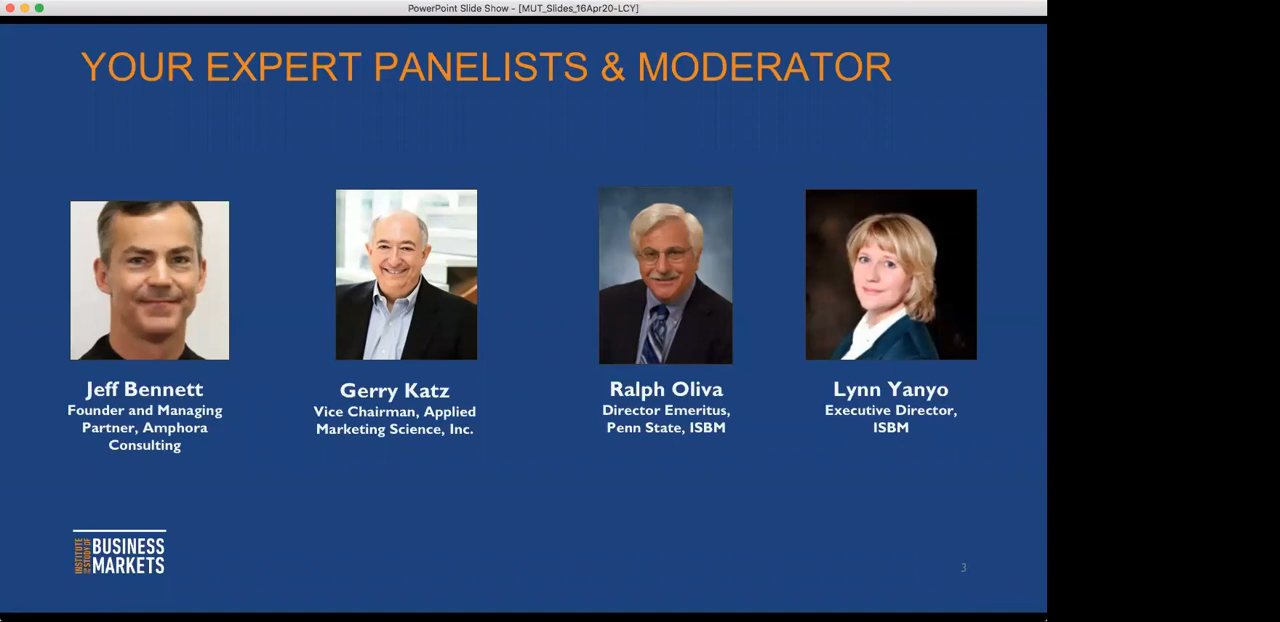 PowerPoint Slide Show - [MUT_Slides_16Apr20-LCY]
YOUR EXPERT PANELISTS & MODERATOR
Jeff Bennett
Founder and Managing
Partner, Amphora
Consulting
Gerry Katz
Vice Chairman, Applied
Marketing Science, Inc.
Ralph Oliva
Director Emeritus,
Penn State, ISBM
Lynn Yanyo
Executive Director,
ISBM
INSTITUTE
FOR THE
STUDY OF
BUSINESS
MARKETS
3